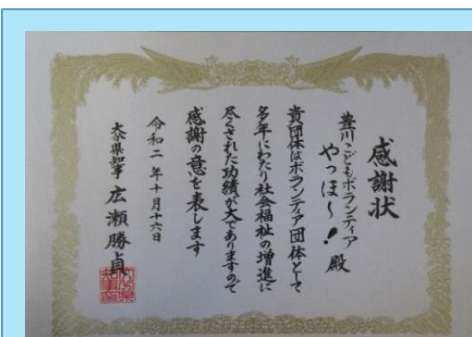 感謝状
豊川こどもボランティア
やっほ〜！殿
貴団体はボランティア団体として
多年にわたり社会福祉の増進に
尽くされた功績が大でありますので
感謝の意を表します
令和二年十月十六日
大分県知事 広瀬勝貞